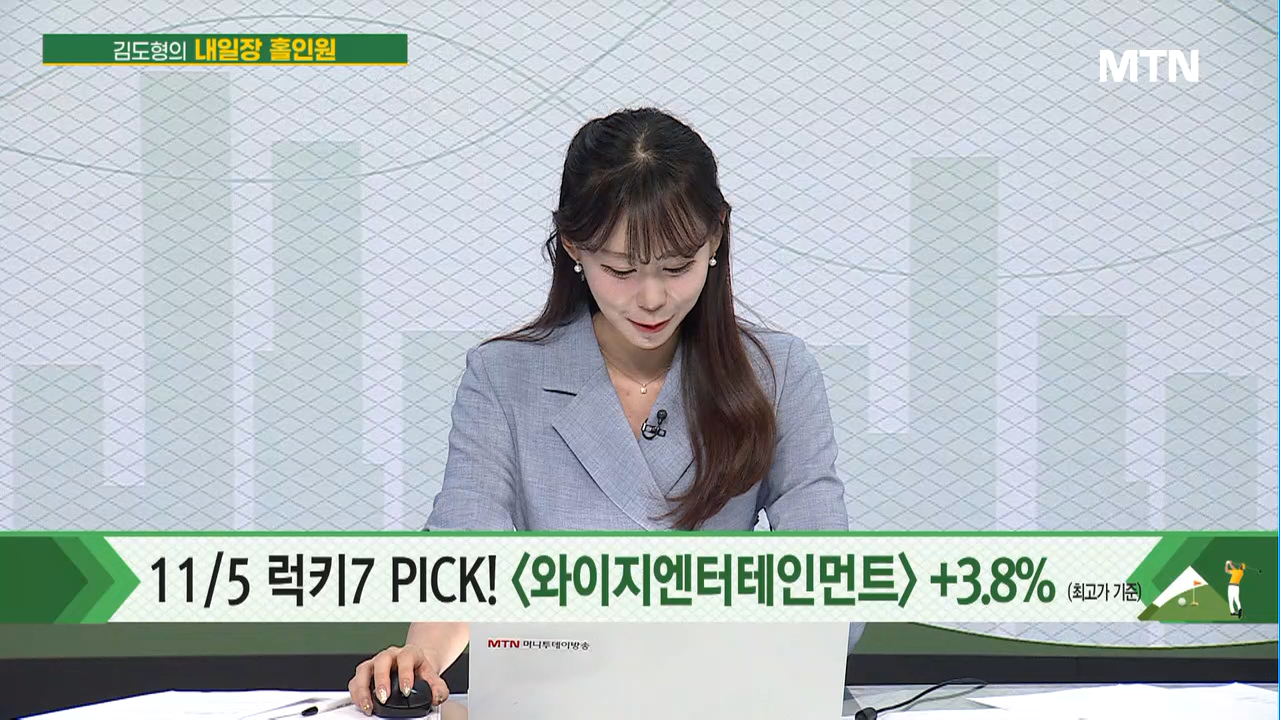 김도형의 내일장 홀인원
MTN
11/5 럭키7 PICK! <와이지엔터테인먼트> +3.8% (최고가 기준)
MTN 머니투데이방송